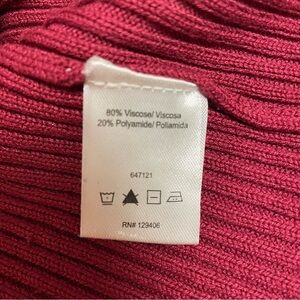 80% Viscose/ Viscosa
20% Polyamide/ Poliamida
647121
RN# 129406